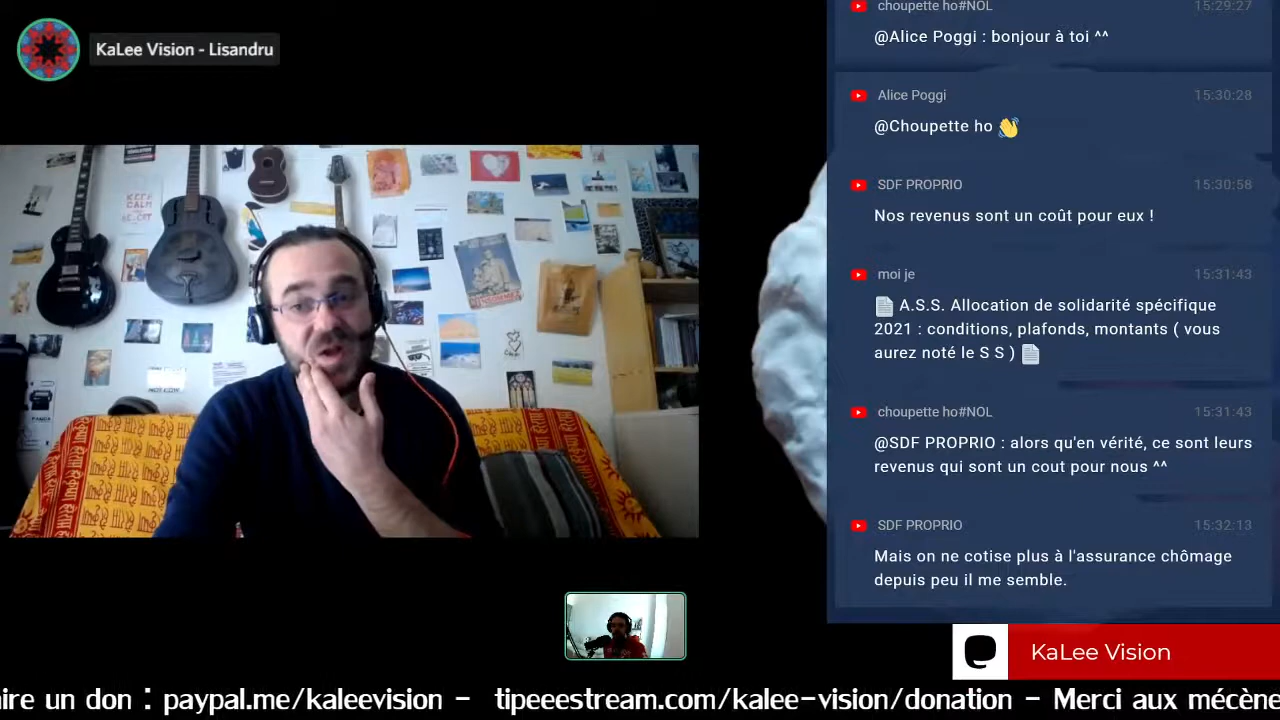 KaLee Vision - Lisandru
KEEP
CALM
choupette ho#NOL
15:29:27
@Alice Poggi : bonjour à toi ^^
Alice Poggi
15:30:28
@Choupette ho 👋
SDF PROPRIO
15:30:58
Nos revenus sont un coût pour eux !
moi je
15:31:43
📄 A.S.S. Allocation de solidarité spécifique
2021 : conditions, plafonds, montants ( vous
aurez noté le S S ) 📄
choupette ho#NOL
15:31:43
@SDF PROPRIO : alors qu'en vérité, ce sont leurs
revenus qui sont un cout pour nous ^^
SDF PROPRIO
15:32:13
Mais on ne cotise plus à l'assurance chômage
depuis peu il me semble.
KaLee Vision
aire un don : paypal.me/kaleevision – tipeeestream.com/kalee-vision/donation – Merci aux mécène